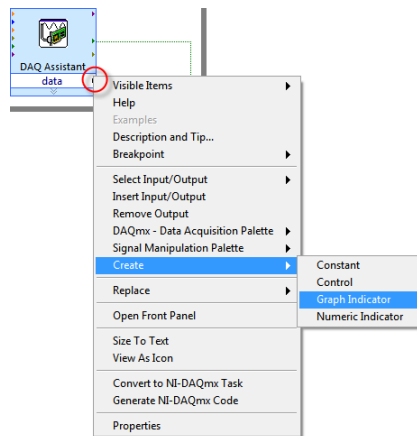 DAQ Assistant
data
Visible Items
Help
Examples
Description and Tip...
Breakpoint
Select Input/Output
Insert Input/Output
Remove Output
DAQmx - Data Acquisition Palette
Signal Manipulation Palette
Create
Replace
Open Front Panel
Size To Text
View As Icon
Convert to NI-DAQmx Task
Generate NI-DAQmx Code
Properties
Constant
Control
Graph Indicator
Numeric Indicator